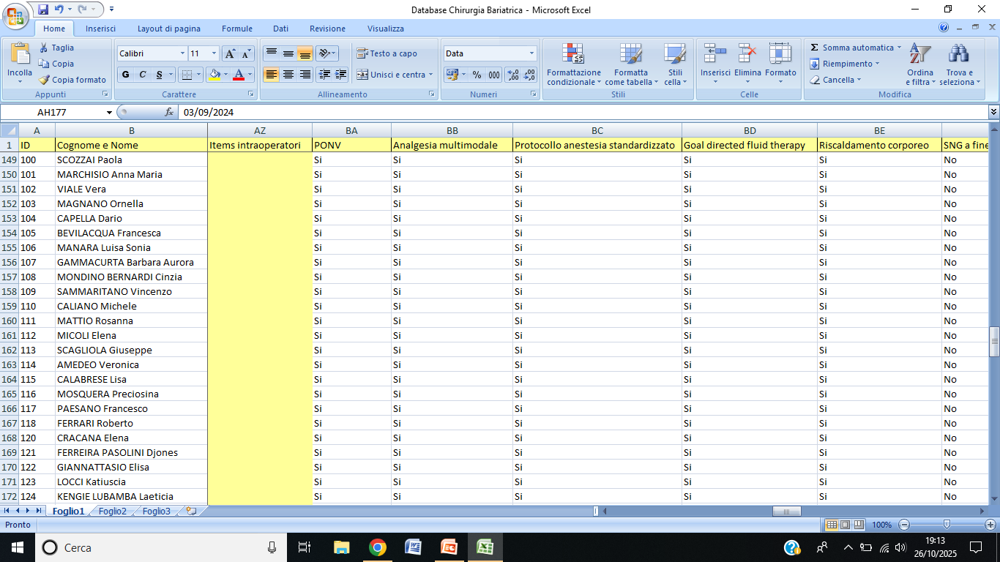 Database Chirurgia Bariatrica - Microsoft Excel
Home Inserisci Layout di pagina Formule Dati Revisione Visualizza
Incolla
Taglia
Copia
Copia formato
Appunti
Calibri 11
G C S
A A A
Carattere
Testo a capo
Unisci e centra
Allineamento
Data
% 000 ,00 ,0
Numeri
Formattazione condizionale
Formatta come tabella
Stili cella
Stili
Inserisci Elimina Formato
Celle
Σ Somma automatica
Riempimento
Cancella
Ordina e filtra
Trova e seleziona
Modifica
AH177 fx 03/09/2024
A B AZ BA BB BC BD BE
1 ID Cognome e Nome Items intraoperatori PONV Analgesia multimodale Protocollo anestesia standardizzato Goal directed fluid therapy Riscaldamento corporeo SNG a fine
149 100 SCOZZAI Paola Si Si Si Si Si No
150 101 MARCHISIO Anna Maria Si Si Si Si Si No
151 102 VIALE Vera Si Si Si Si Si No
152 103 MAGNANO Ornella Si Si Si Si Si No
153 104 CAPELLA Dario Si Si Si Si Si No
154 105 BEVILACQUA Francesca Si Si Si Si Si No
155 106 MANARA Luisa Sonia Si Si Si Si Si No
156 107 GAMMACURTA Barbara Aurora Si Si Si Si Si No
157 108 MONDINO BERNARDI Cinzia Si Si Si Si Si No
158 109 SAMMARITANO Vincenzo Si Si Si Si Si No
159 110 CALIANO Michele Si Si Si Si Si No
160 111 MATTIO Rosanna Si Si Si Si Si No
161 112 MICOLI Elena Si Si Si Si Si No
162 113 SCAGLIOLA Giuseppe Si Si Si Si Si No
163 114 AMEDEO Veronica Si Si Si Si Si No
164 115 CALABRESE Lisa Si Si Si Si Si No
165 116 MOSQUERA Preciosina Si Si Si Si Si No
166 117 PAESANO Francesco Si Si Si Si Si No
167 118 FERRARI Roberto Si Si Si Si Si No
168 120 CRACANA Elena Si Si Si Si Si No
169 121 FERREIRA PASOLINI Djones Si Si Si Si Si No
170 122 GIANNATTASIO Elisa Si Si Si Si Si No
171 123 LOCCI Katiuscia Si Si Si Si Si No
172 124 KENGIE LUBAMBA Laeticia Si Si Si Si Si No
Foglio1 Foglio2 Foglio3
Pronto 100%
Cerca
19:13
26/10/2025